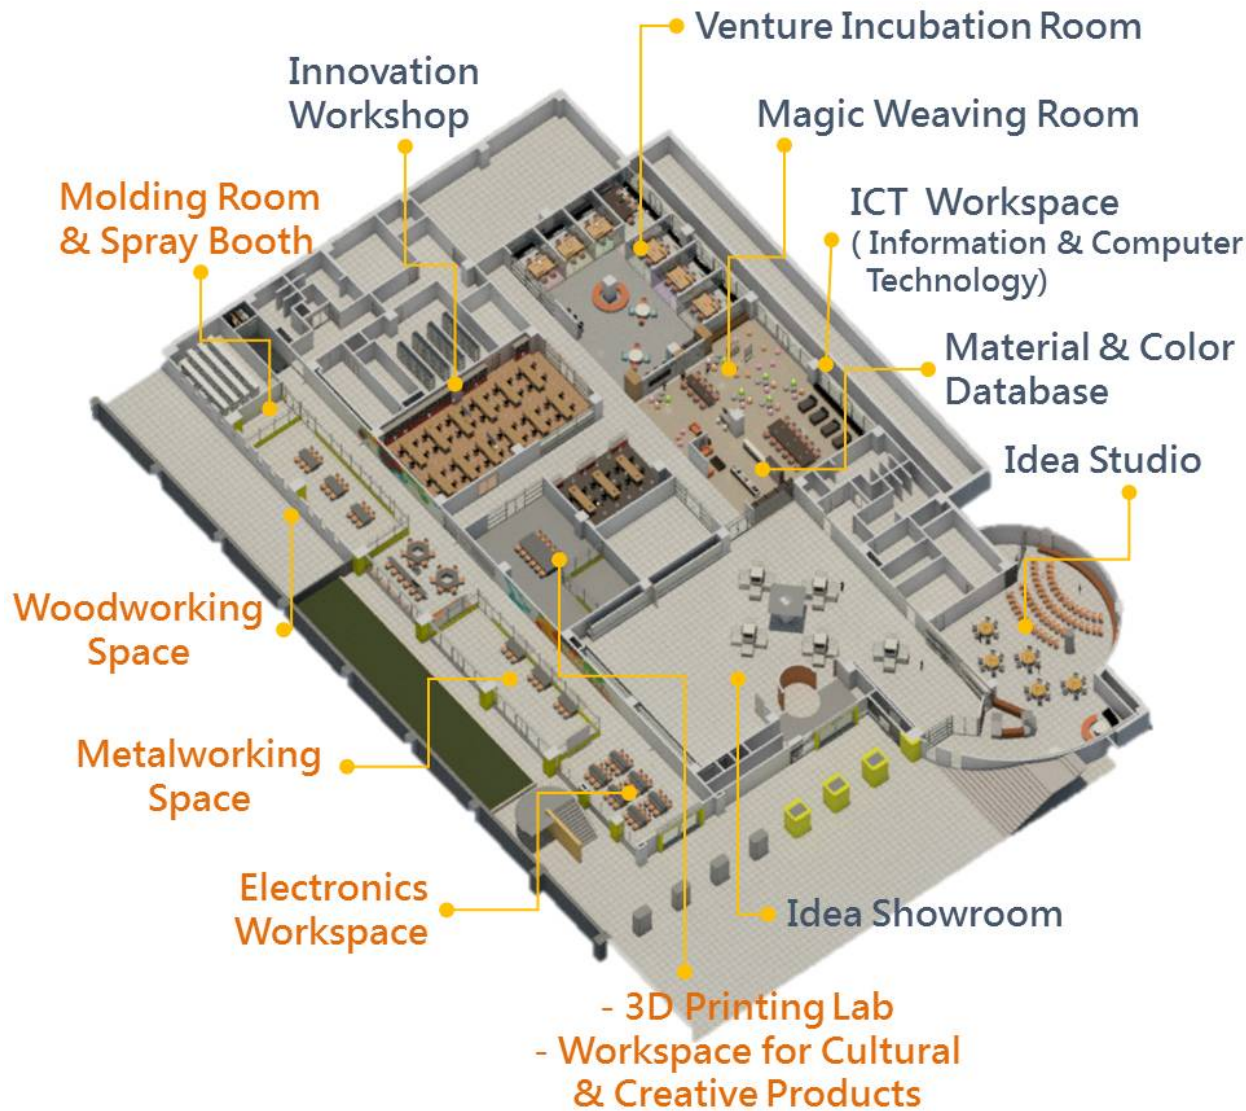 Venture Incubation Room
Innovation
Workshop
Magic Weaving Room
Molding Room
& Spray Booth
ICT Workspace
( Information & Computer
Technology)
Material & Color
Database
Idea Studio
Woodworking
Space
Metalworking
Space
Electronics
Workspace
Idea Showroom
- 3D Printing Lab
- Workspace for Cultural
& Creative Products